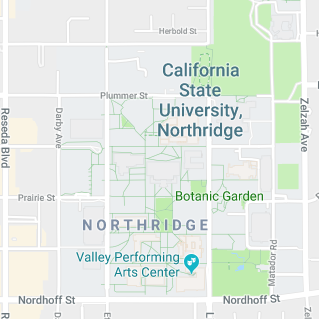 Herbold St
California
State
University,
Northridge
Plummer St
Zelzah Ave
Reseda Blvd
Darby Ave
Prairie St
Botanic Garden
NORTHRIDGE
Valley Performing
Arts Center
Matador Rd
Nordhoff St
Nordhoff St